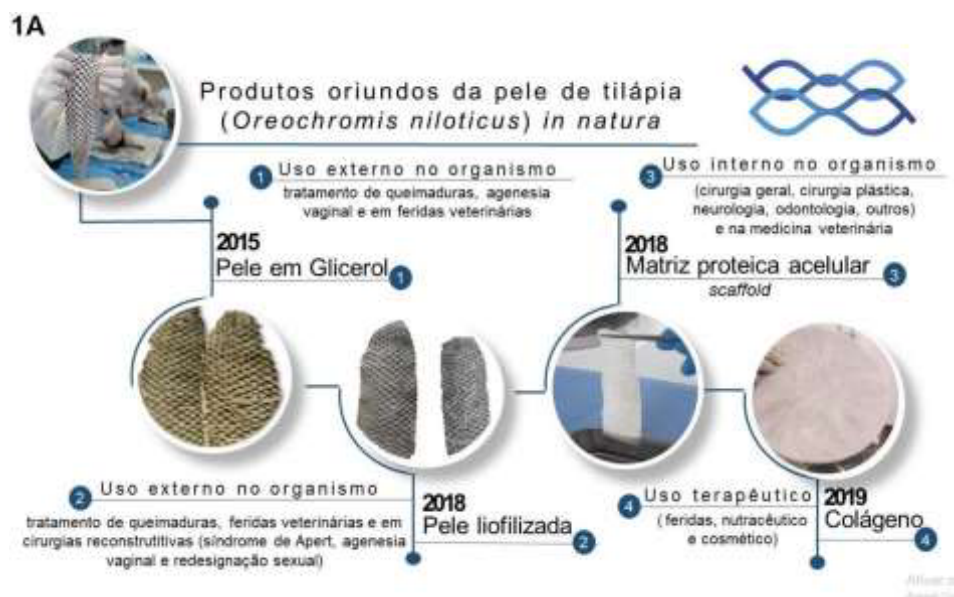 1A
Produtos oriundos da pele de tilápia
(Oreochromis niloticus) in natura
1 Uso externo no organismo
tratamento de queimaduras, agenesia
vaginal e em feridas veterinárias
3 Uso interno no organismo
(cirurgia geral, cirurgia plástica,
neurologia, odontologia, outros)
e na medicina veterinária
2015
Pele em Glicerol 1
2018
Matriz proteica acelular 3
scaffold
2 Uso externo no organismo
tratamento de queimaduras, feridas veterinárias e em
cirurgias reconstrutitivas (síndrome de Apert, agenesia
vaginal e redesignação sexual)
2018
Pele liofilizada 2
4 Uso terapêutico
( feridas, nutracêutico
e cosmético)
2019
Colágeno
4